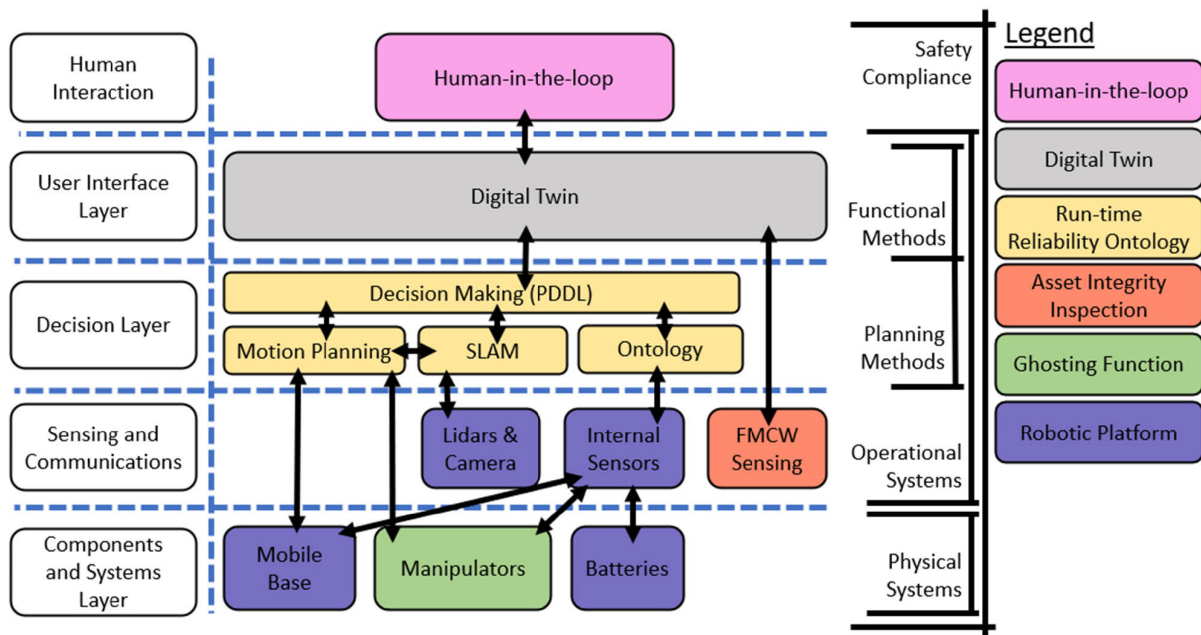 Human
Interaction
Human-in-the-loop
Safety
Compliance
Legend
Human-in-the-loop
User Interface
Layer
Digital Twin
Functional
Methods
Digital Twin
Run-time
Reliability Ontology
Decision Layer
Decision Making (PDDL)
Motion Planning
SLAM
Ontology
Planning
Methods
Asset Integrity
Inspection
Ghosting Function
Sensing and
Communications
Lidars &
Camera
Internal
Sensors
FMCW
Sensing
Operational
Systems
Robotic Platform
Components
and Systems
Layer
Mobile
Base
Manipulators
Batteries
Physical
Systems